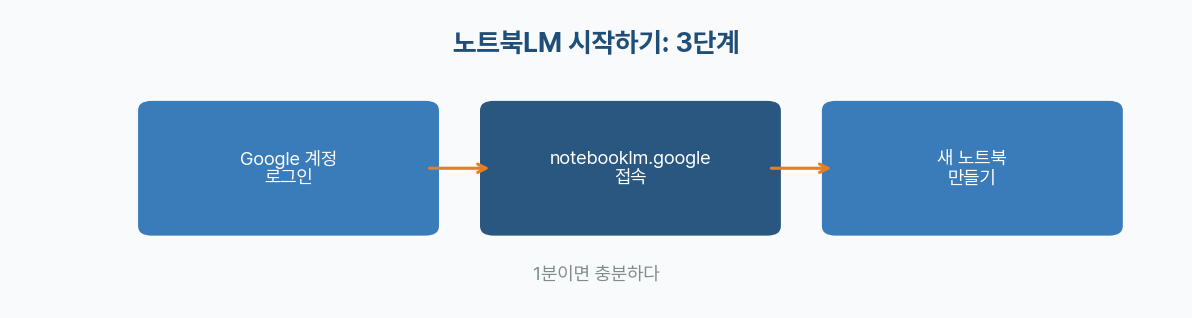 노트북LM 시작하기: 3단계
Google 계정
로그인
notebooklm.google
접속
새 노트북
만들기
1분이면 충분하다